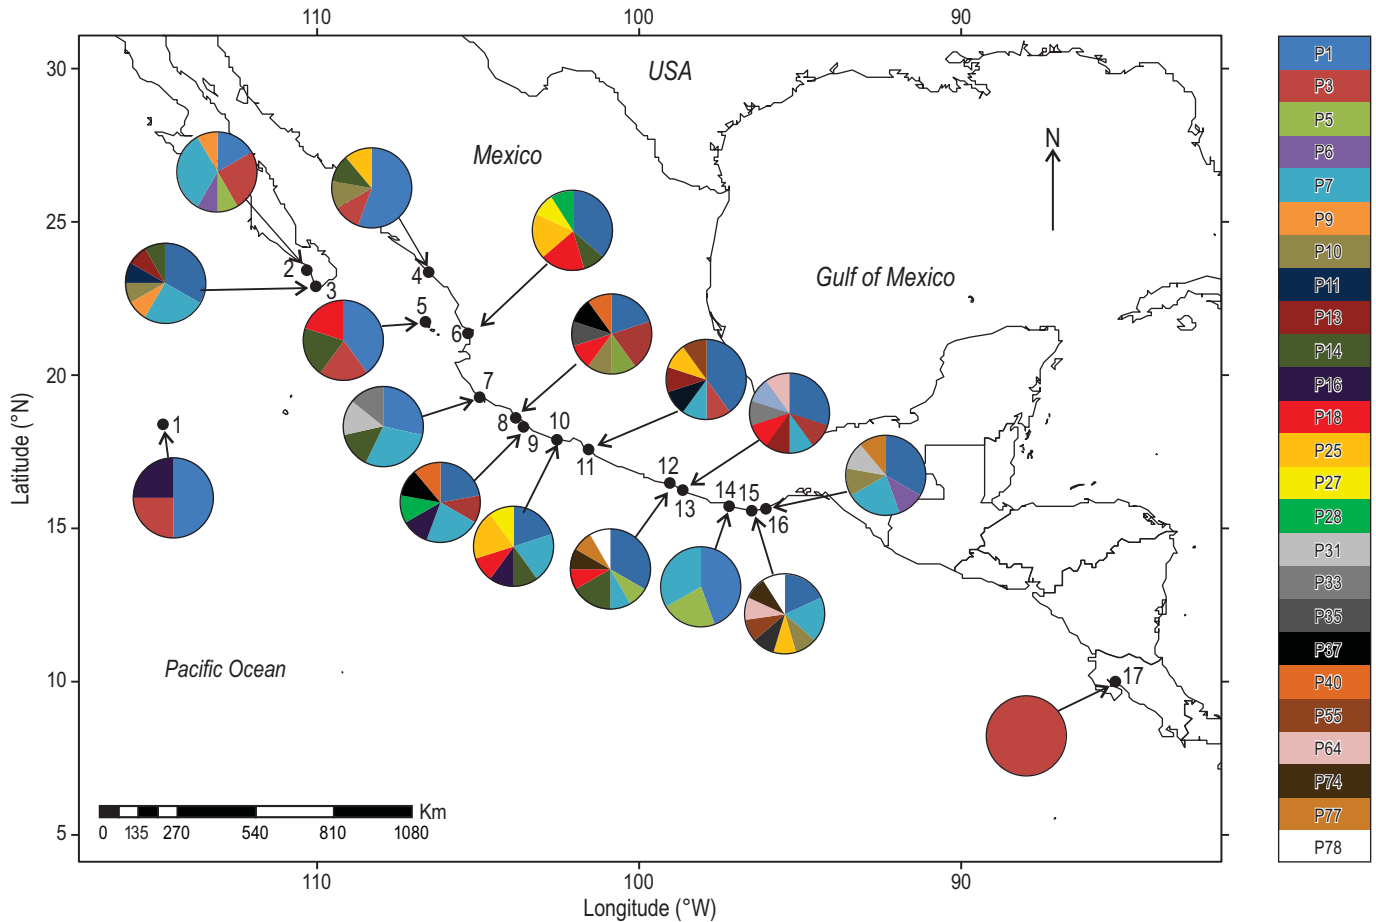 110
100
90
30
25
20
15
10
5
Latitude (°N)
USA
Mexico
Gulf of Mexico
Pacific Ocean
N
1
2
3
4
5
6
7
8
9
10
11
12
13
14
15
16
17
Km
0 135 270 540 810 1080
110
100
90
Longitude (°W)
P1
P3
P5
P6
P7
P9
P10
P11
P13
P14
P16
P18
P25
P27
P28
P31
P33
P35
P37
P40
P55
P64
P74
P77
P78